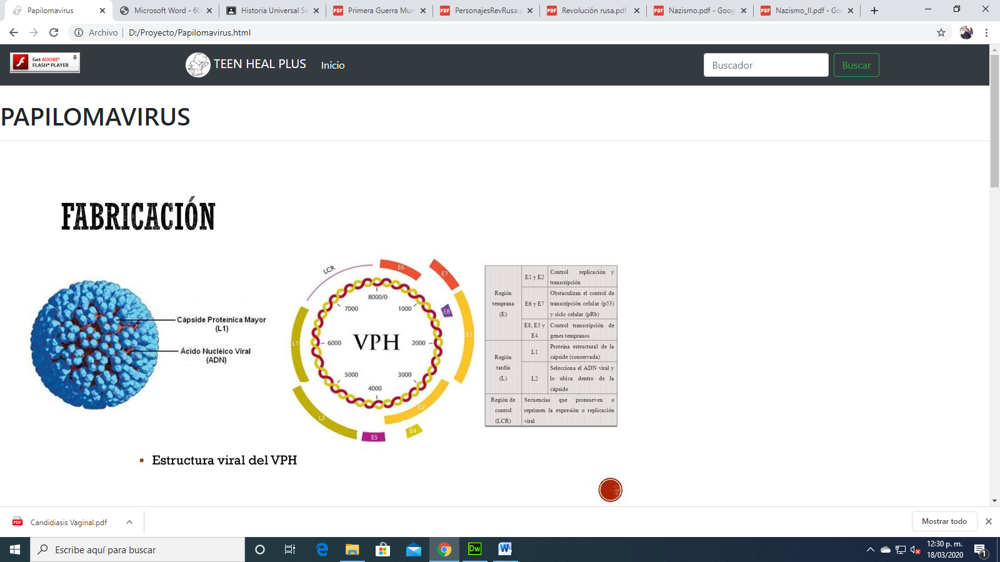 Papilomavirus
Microsoft Word - 60
Historia Universal Se
Primera Guerra Mun
PersonajesRevRusa.p
Revolución rusa.pdf
Nazismo.pdf - Goog
Nazismo_II.pdf - Go
Archivo
D:/Proyecto/Papilomavirus.html
Get ADOBE®
FLASH® PLAYER
TEEN HEAL PLUS
Inicio
Buscador
Buscar
PAPILOMAVIRUS
FABRICACIÓN
Cápside Proteínica Mayor
(L1)
Ácido Nucléico Viral
(ADN)
LCR
E6
E7
E8
E1
E2
E4
E5
L2
L1
8000/0
1000
2000
3000
4000
5000
6000
7000
VPH
Región
temprana
(E)
E1 y E2
Control replicación y
transcripción
E6 y E7
Obstaculizan el control de
transcripción celular (p53)
y ciclo celular (pRb)
E8, E5 y
E4
Control transcripción de
genes tempranos
Región
tardía
(L)
L1
Proteína estructural de la
cápside (conservada)
L2
Selecciona el ADN viral y
lo ubica dentro de la
cápside
Región de
control
(LCR)
Secuencias que promueven o
reprimen la expresión o replicación
viral
Estructura viral del VPH
PDF
Candidiasis Vaginal.pdf
Mostrar todo
Escribe aquí para buscar
Dw
W
12:30 p. m.
18/03/2020
1